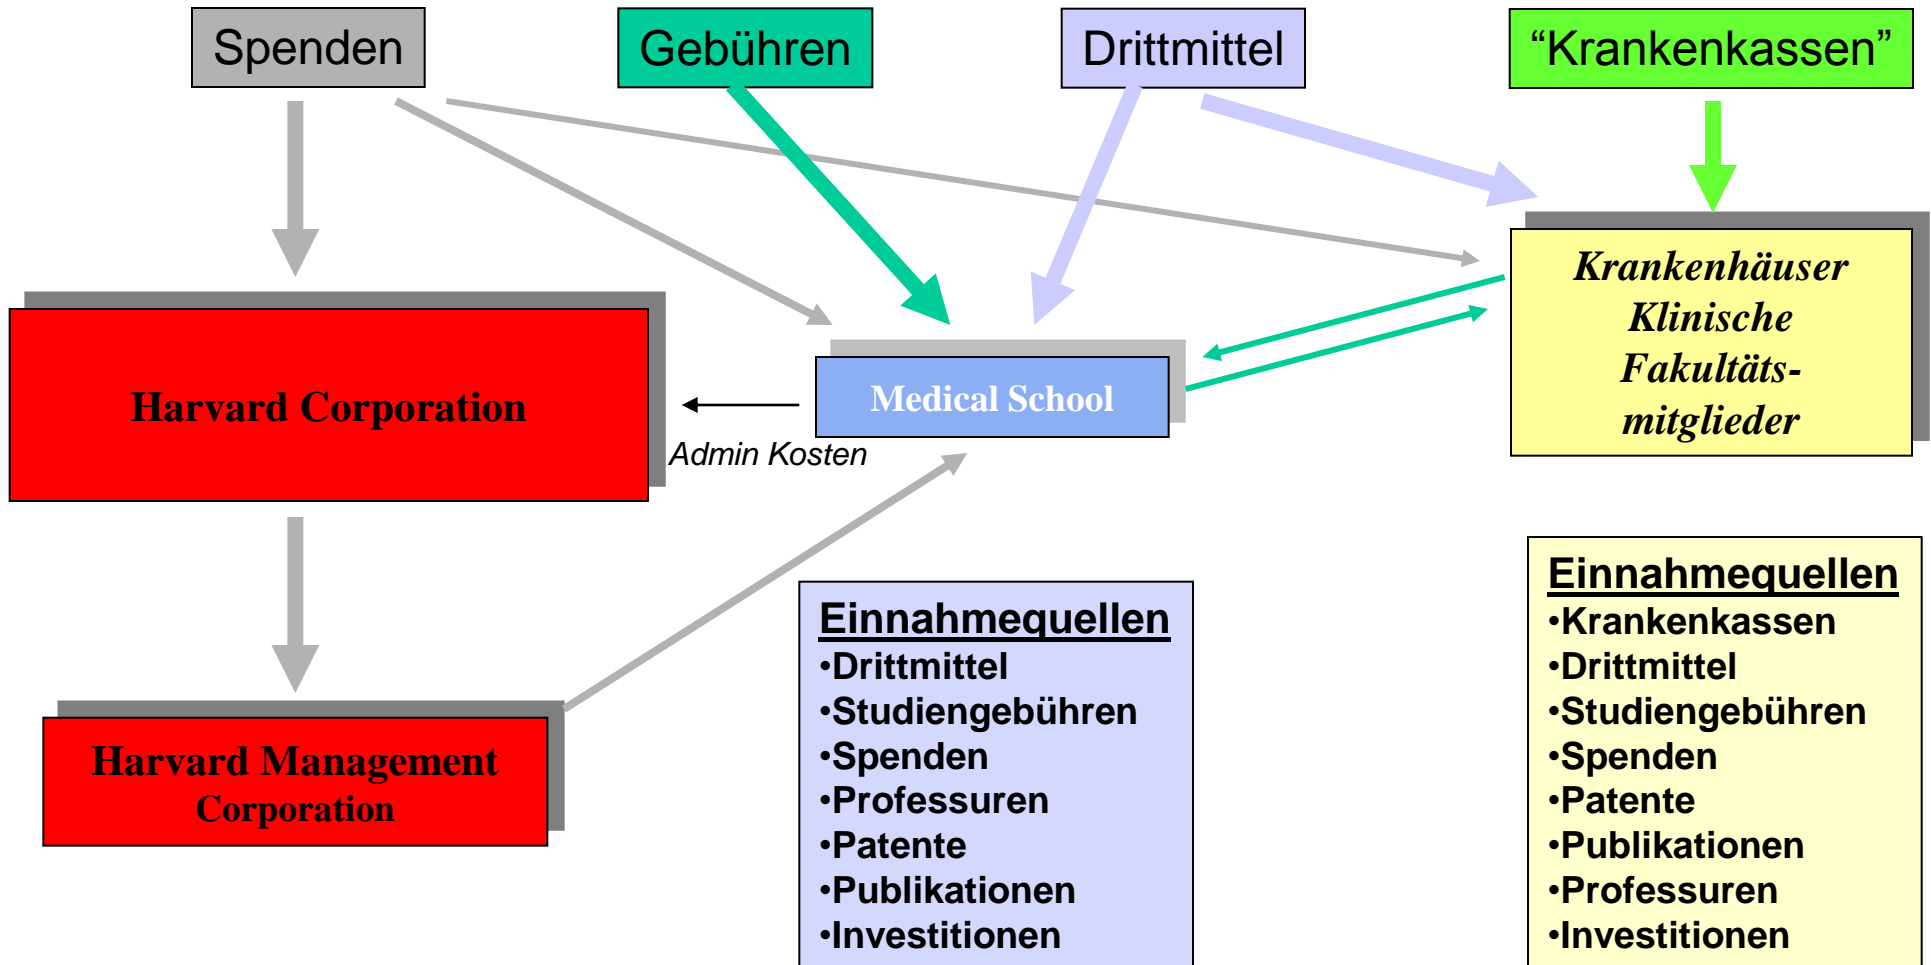 Spenden
Gebühren
Drittmittel
“Krankenkassen”
Krankenhäuser
Klinische
Fakultäts-
mitglieder
Harvard Corporation
Medical School
Admin Kosten
Harvard Management
Corporation
Einnahmequellen
•Drittmittel
•Studiengebühren
•Spenden
•Professuren
•Patente
•Publikationen
•Investitionen
Einnahmequellen
•Krankenkassen
•Drittmittel
•Studiengebühren
•Spenden
•Patente
•Publikationen
•Professuren
•Investitionen